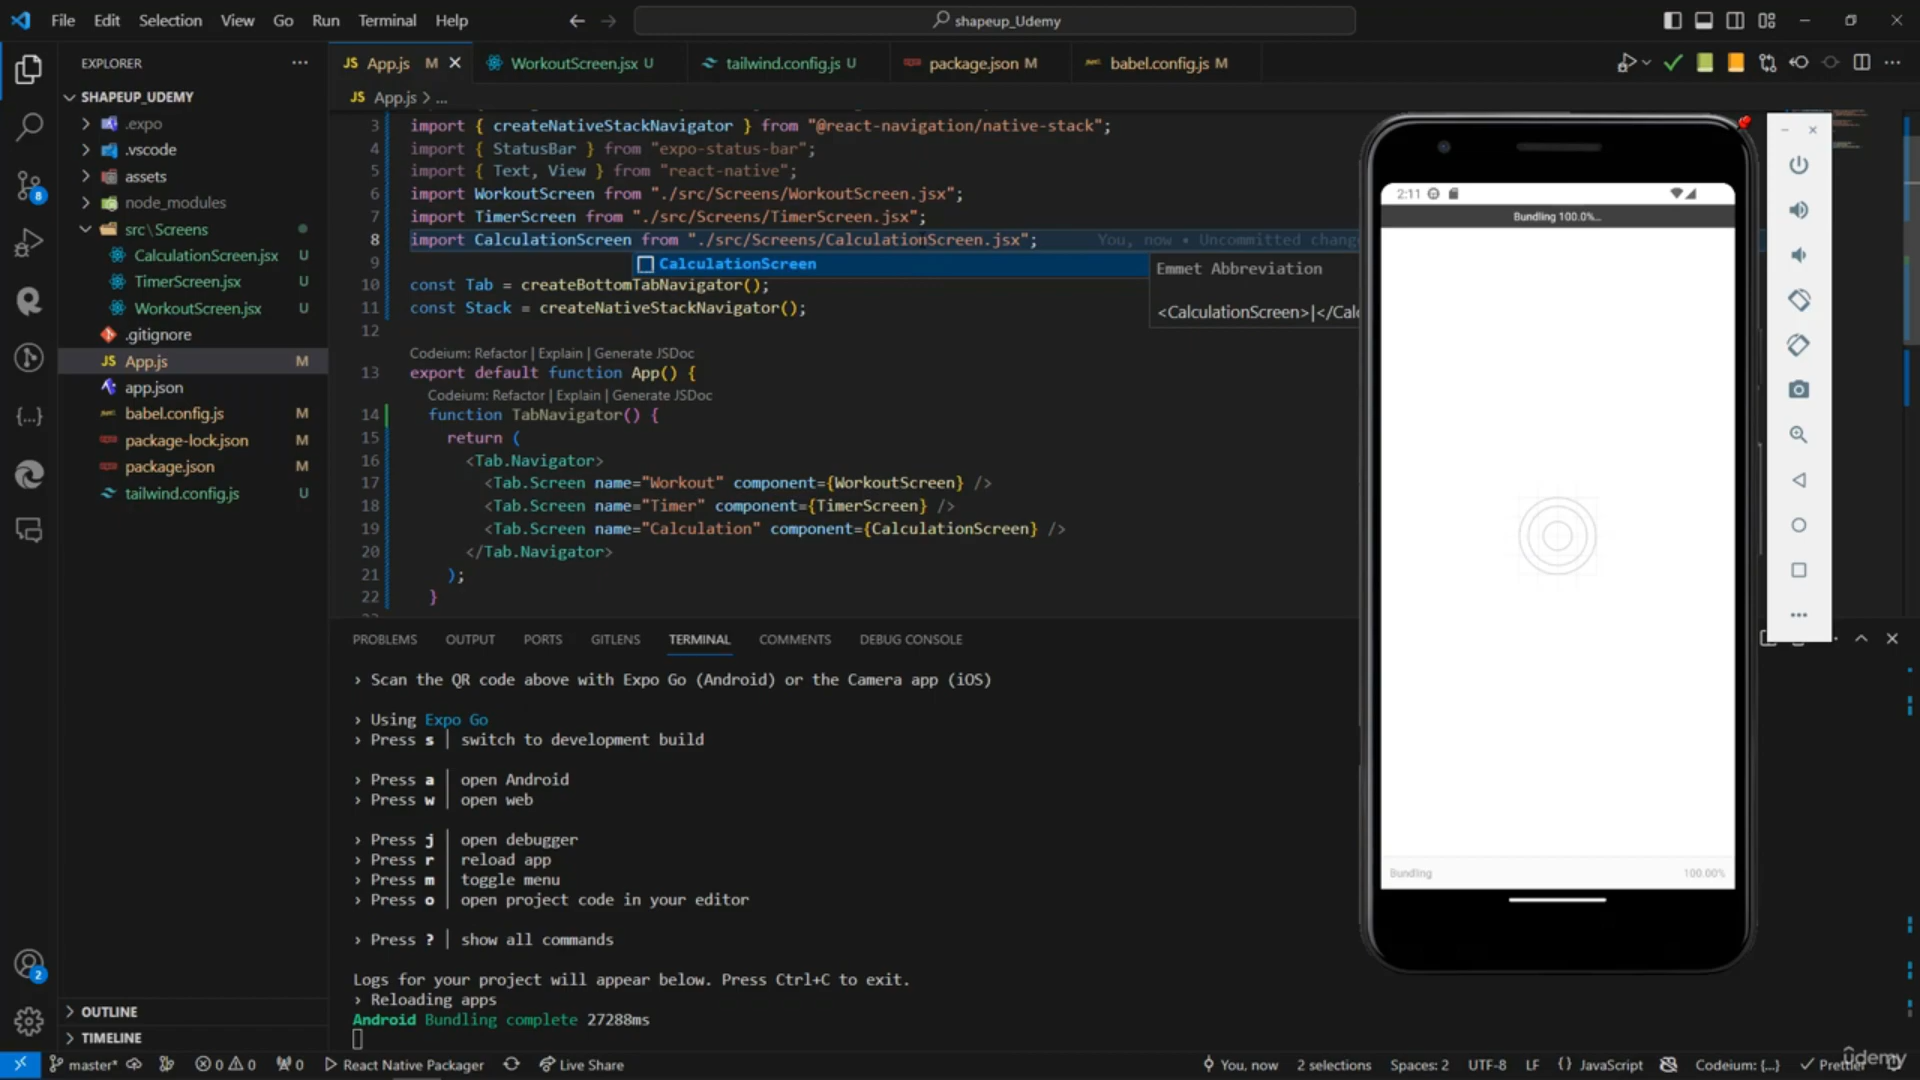 File Edit Selection View Go Run Terminal Help
shapeup_Udemy
EXPLORER
SHAPEUP_UDEMY
.expo
.vscode
assets
node_modules
src\Screens
CalculationScreen.jsx U
TimerScreen.jsx U
WorkoutScreen.jsx U
.gitignore
JS App.js M
app.json
babel.config.js M
package-lock.json M
package.json M
tailwind.config.js U
OUTLINE
TIMELINE
8
2
JS App.js M
WorkoutScreen.jsx U
tailwind.config.js U
package.json M
babel.config.js M
JS App.js > ...
3 import { createNativeStackNavigator } from "@react-navigation/native-stack";
4 import { StatusBar } from "expo-status-bar";
5 import { Text, View } from "react-native";
6 import WorkoutScreen from "./src/Screens/WorkoutScreen.jsx";
7 import TimerScreen from "./src/Screens/TimerScreen.jsx";
8 import CalculationScreen from "./src/Screens/CalculationScreen.jsx"; You, now • Uncommitted change
9
CalculationScreen
Emmet Abbreviation
<CalculationScreen>|</Calc
10 const Tab = createBottomTabNavigator();
11 const Stack = createNativeStackNavigator();
12
Codeium: Refactor | Explain | Generate JSDoc
13 export default function App() {
Codeium: Refactor | Explain | Generate JSDoc
14 function TabNavigator() {
15 return (
16 <Tab.Navigator>
17 <Tab.Screen name="Workout" component={WorkoutScreen} />
18 <Tab.Screen name="Timer" component={TimerScreen} />
19 <Tab.Screen name="Calculation" component={CalculationScreen} />
20 </Tab.Navigator>
21 );
22 }
PROBLEMS OUTPUT PORTS GITLENS TERMINAL COMMENTS DEBUG CONSOLE
› Scan the QR code above with Expo Go (Android) or the Camera app (iOS)
› Using Expo Go
› Press s │ switch to development build
› Press a │ open Android
› Press w │ open web
› Press j │ open debugger
› Press r │ reload app
› Press m │ toggle menu
› Press o │ open project code in your editor
› Press ? │ show all commands
Logs for your project will appear below. Press Ctrl+C to exit.
› Reloading apps
Android Bundling complete 27288ms
2:11
Bundling 100.0%...
Bundling 100.00%
master* 0 0 0 React Native Packager Live Share You, now 2 selections Spaces: 2 UTF-8 LF {} JavaScript Codeium: {...} Prettier
ûdemy